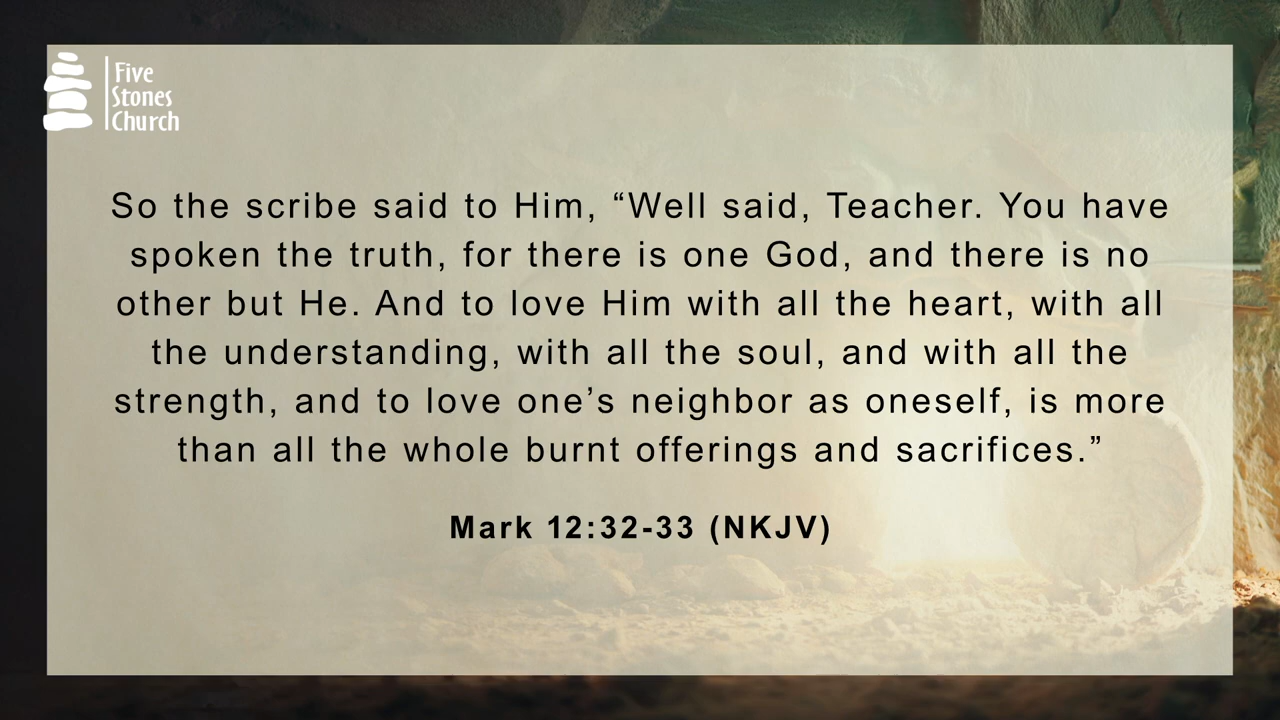 Five
Stones
Church
So the scribe said to Him, “Well said, Teacher. You have
spoken the truth, for there is one God, and there is no
other but He. And to love Him with all the heart, with all
the understanding, with all the soul, and with all the
strength, and to love one’s neighbor as oneself, is more
than all the whole burnt offerings and sacrifices.”
Mark 12:32-33 (NKJV)